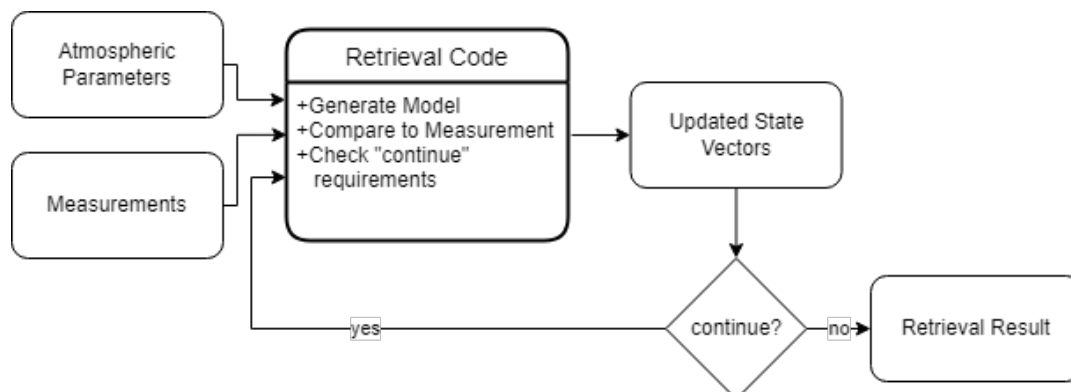 Atmospheric
Parameters
Measurements
Retrieval Code
+Generate Model
+Compare to Measurement
+Check "continue"
requirements
Updated State
Vectors
continue?
yes
no
Retrieval Result